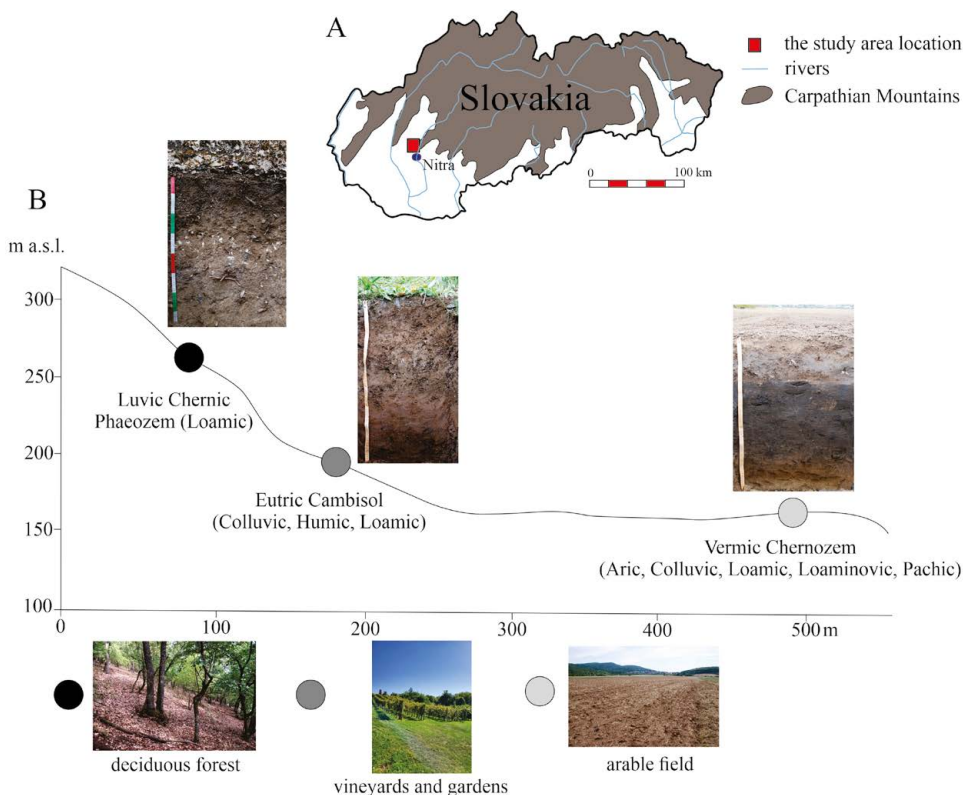 A
the study area location
rivers
Carpathian Mountains
Slovakia
Nitra
0 100 km
B
m a.s.l.
300
250
200
150
100
Luvic Chernic
Phaeozem (Loamic)
Eutric Cambisol
(Colluvic, Humic, Loamic)
Vermic Chernozem
(Aric, Colluvic, Loamic, Loaminovic, Pachic)
0 100 200 300 400 500 m
deciduous forest
vineyards and gardens
arable field